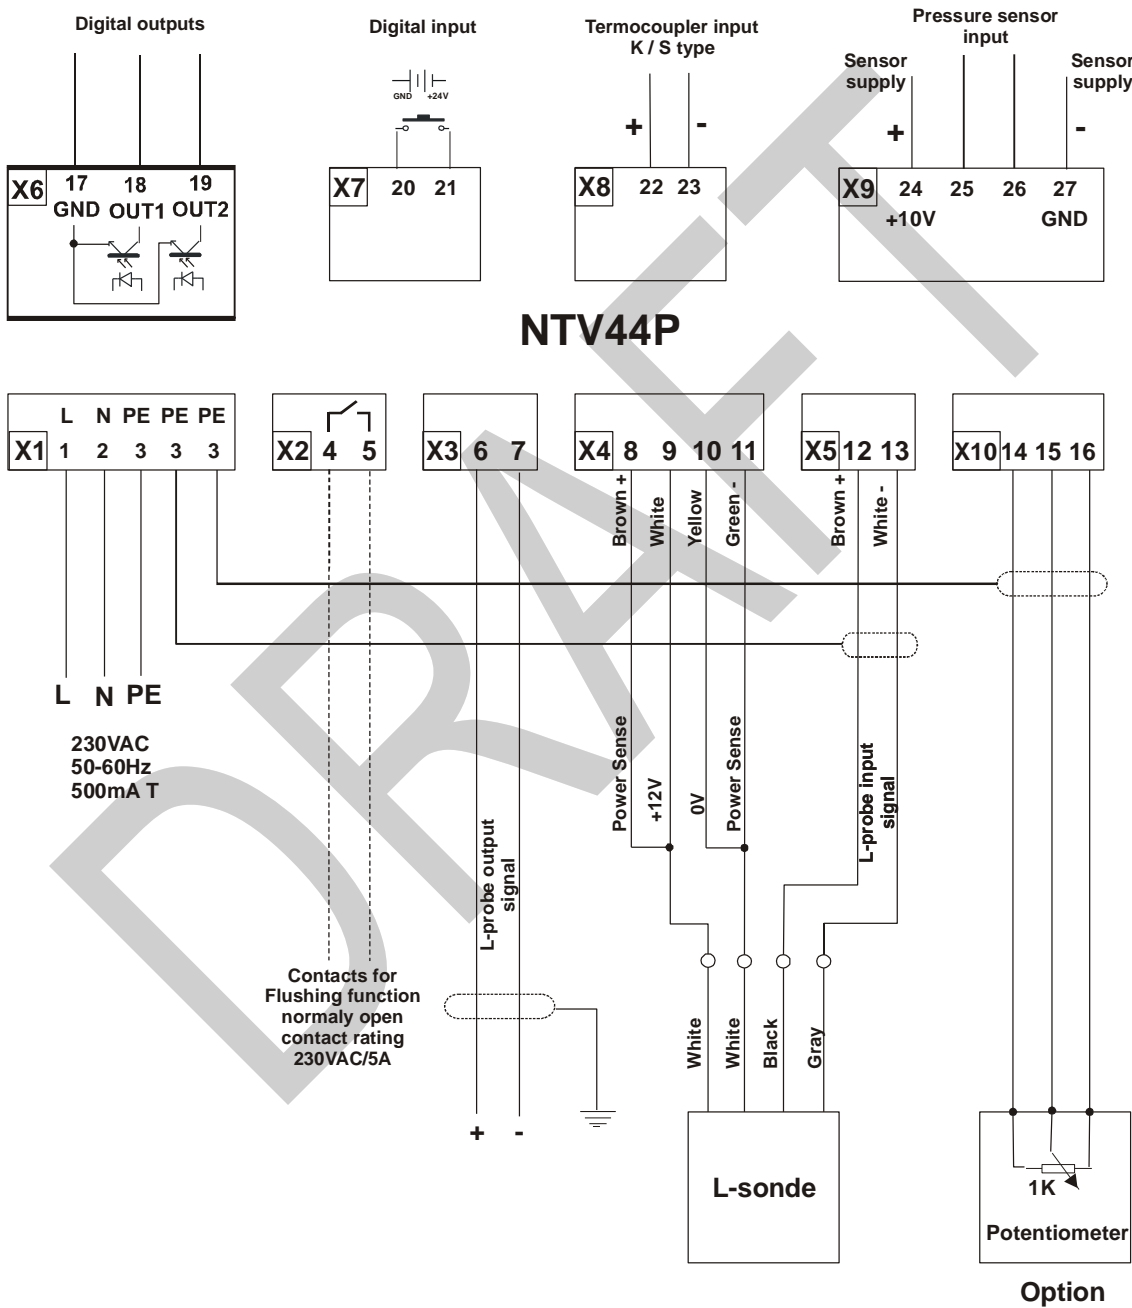 Digital outputs
Digital input
Termocoupler input
K / S type
Pressure sensor
input
Sensor
supply
Sensor
supply
GND +24V
+ -
+ -
X6 17 18 19
GND OUT1 OUT2
X7 20 21
X8 22 23
X9 24 25 26 27
+10V GND
NTV44P
L N PE PE PE
X1 1 2 3 3 3
X2 4 5
X3 6 7
X4 8 9 10 11
X5 12 13
X10 14 15 16
Brown +
White
Yellow
Green -
Brown +
White -
L N PE
230VAC
50-60Hz
500mA T
Power Sense
+12V
0V
Power Sense
L-probe input
signal
L-probe output
signal
Contacts for
Flushing function
normaly open
contact rating
230VAC/5A
White
White
Black
Gray
+ -
L-sonde
1K
Potentiometer
Option
DRAFT